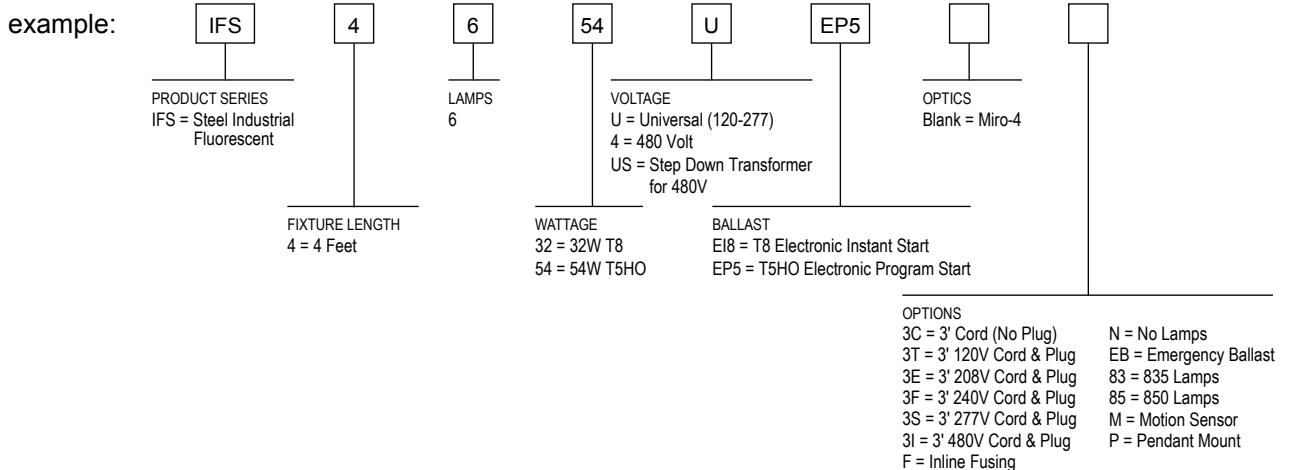 example: IFS 4 6 54 U EP5
PRODUCT SERIES
IFS = Steel Industrial
Fluorescent
LAMPS
6
VOLTAGE
U = Universal (120-277)
4 = 480 Volt
US = Step Down Transformer
for 480V
OPTICS
Blank = Miro-4
FIXTURE LENGTH
4 = 4 Feet
WATTAGE
32 = 32W T8
54 = 54W T5HO
BALLAST
EI8 = T8 Electronic Instant Start
EP5 = T5HO Electronic Program Start
OPTIONS
3C = 3' Cord (No Plug)
3T = 3' 120V Cord & Plug
3E = 3' 208V Cord & Plug
3F = 3' 240V Cord & Plug
3S = 3' 277V Cord & Plug
3I = 3' 480V Cord & Plug
F = Inline Fusing
N = No Lamps
EB = Emergency Ballast
83 = 835 Lamps
85 = 850 Lamps
M = Motion Sensor
P = Pendant Mount